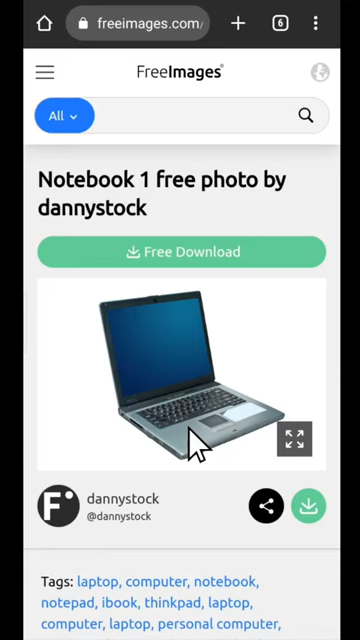 freeimages.com/
6
FreeImages®
All
Notebook 1 free photo by
dannystock
Free Download
F
dannystock
@dannystock
Tags: laptop, computer, notebook,
notepad, ibook, thinkpad, laptop,
computer, laptop, personal computer,